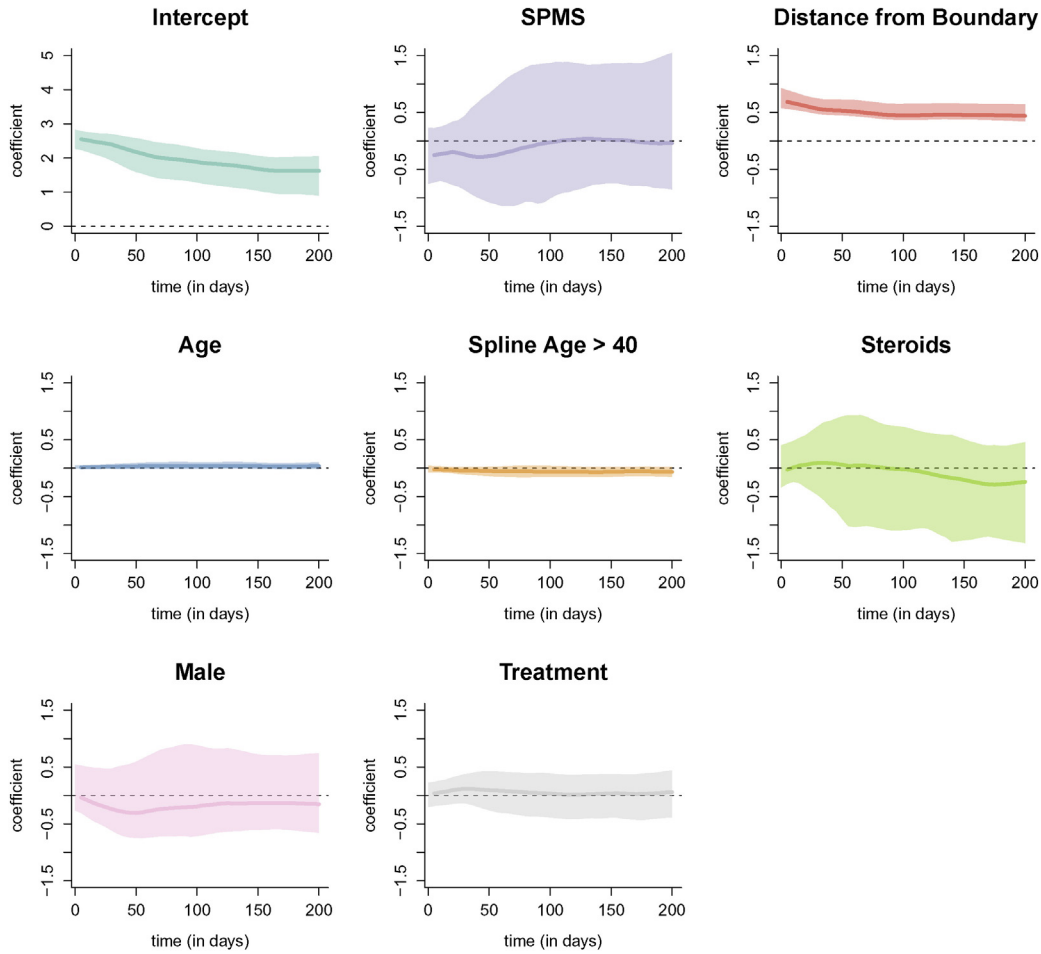 Intercept
SPMS
Distance from Boundary
coefficient
5
4
3
2
1
0
0 50 100 150 200
time (in days)
coefficient
1.5
0.5
−0.5
−1.5
0 50 100 150 200
time (in days)
coefficient
1.5
0.5
−0.5
−1.5
0 50 100 150 200
time (in days)
Age
Spline Age > 40
Steroids
coefficient
1.5
0.5
−0.5
−1.5
0 50 100 150 200
time (in days)
coefficient
1.5
0.5
−0.5
−1.5
0 50 100 150 200
time (in days)
coefficient
1.5
0.5
−0.5
−1.5
0 50 100 150 200
time (in days)
Male
Treatment
coefficient
1.5
0.5
−0.5
−1.5
0 50 100 150 200
time (in days)
coefficient
1.5
0.5
−0.5
−1.5
0 50 100 150 200
time (in days)